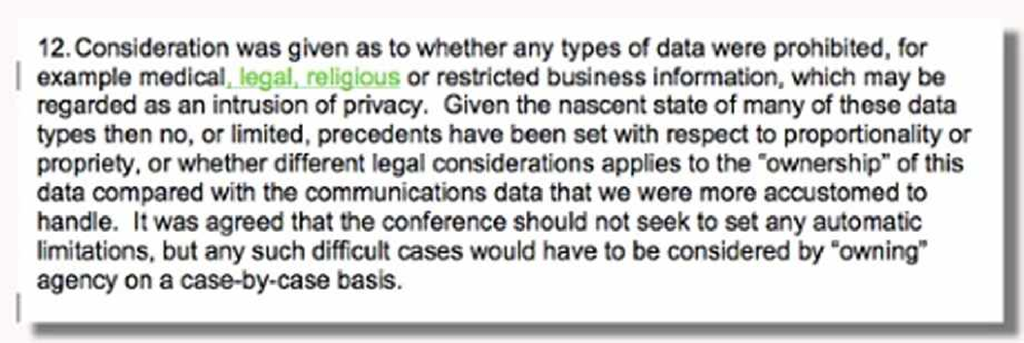 12. Consideration was given as to whether any types of data were prohibited, for
example medical, legal, religious or restricted business information, which may be
regarded as an intrusion of privacy. Given the nascent state of many of these data
types then no, or limited, precedents have been set with respect to proportionality or
propriety, or whether different legal considerations applies to the "ownership" of this
data compared with the communications data that we were more accustomed to
handle. It was agreed that the conference should not seek to set any automatic
limitations, but any such difficult cases would have to be considered by "owning"
agency on a case-by-case basis.